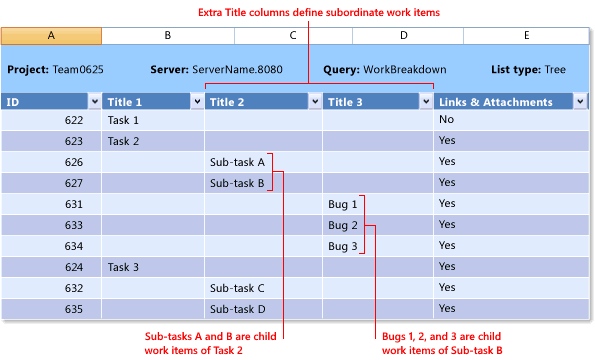 Extra Title columns define subordinate work items
A B C D E
Project: Team0625 Server: ServerName.8080 Query: WorkBreakdown List type: Tree
ID Title 1 Title 2 Title 3 Links & Attachments
622 Task 1 No
623 Task 2 Yes
626 Sub-task A Yes
627 Sub-task B Yes
631 Bug 1 Yes
633 Bug 2 Yes
634 Bug 3 Yes
624 Task 3 Yes
632 Sub-task C Yes
635 Sub-task D Yes
Sub-tasks A and B are child
work items of Task 2
Bugs 1, 2, and 3 are child
work items of Sub-task B